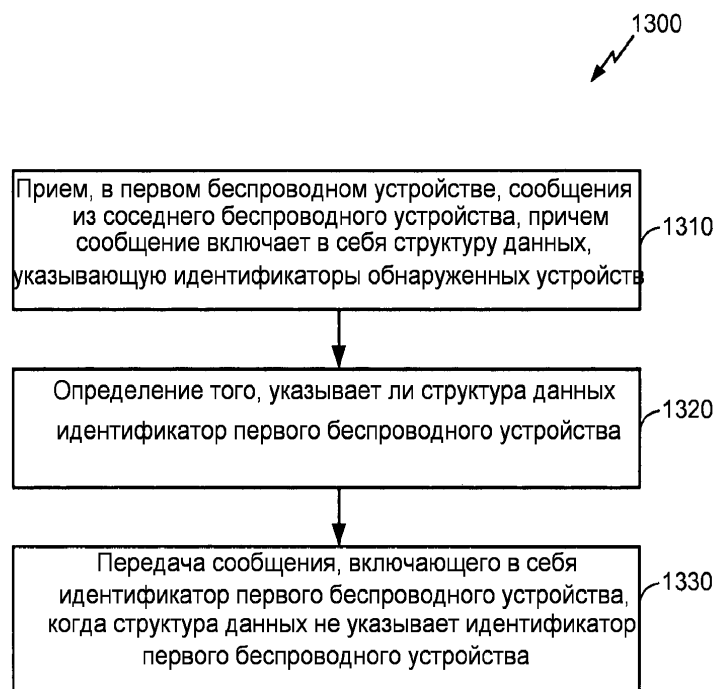 1300
Прием, в первом беспроводном устройстве, сообщения
из соседнего беспроводного устройства, причем
сообщение включает в себя структуру данных,
указывающую идентификаторы обнаруженных устройств
1310
Определение того, указывает ли структура данных
идентификатор первого беспроводного устройства
1320
Передача сообщения, включающего в себя
идентификатор первого беспроводного устройства,
когда структура данных не указывает идентификатор
первого беспроводного устройства
1330